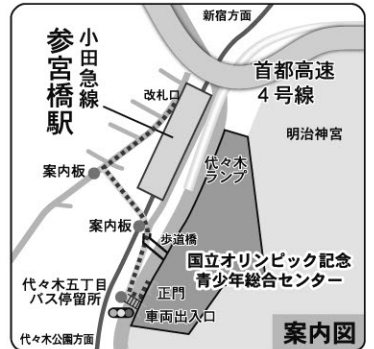 新宿方面
小田急線
参宮橋駅
改札口
首都高速
4号線
明治神宮
代々木
ランプ
案内板
案内板
歩道橋
国立オリンピック記念
青少年総合センター
代々木五丁目
バス停留所
正門
車両出入口
代々木公園方面
案内図